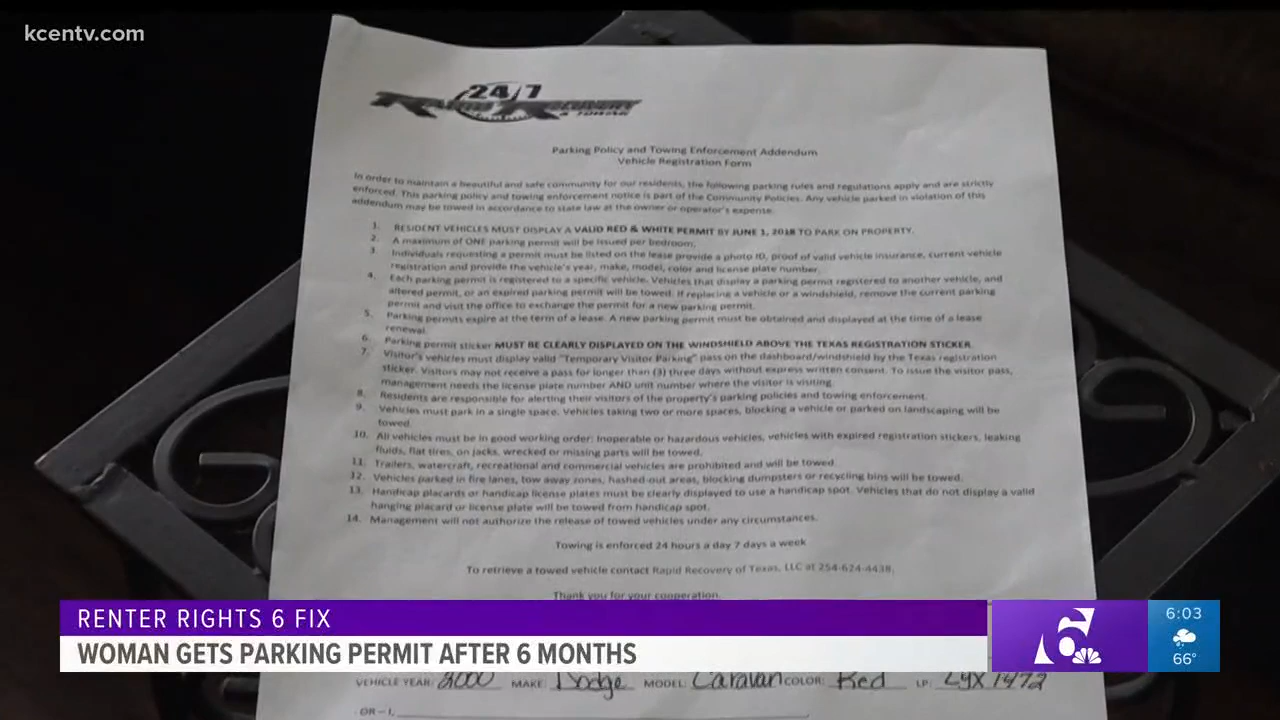 kcentv.com
24/7
RAPID RECOVERY
& TOWING
Parking Policy and Towing Enforcement Addendum
Vehicle Registration Form
In order to maintain a beautiful and safe community for our residents, the following parking rules and regulations apply and are strictly
enforced. This parking policy and towing enforcement notice is part of the Community Policies. Any vehicle parked in violation of this
addendum may be towed in accordance to state law at the owner or operator's expense.
1. RESIDENT VEHICLES MUST DISPLAY A VALID RED & WHITE PERMIT BY JUNE 1, 2018 TO PARK ON PROPERTY.
2. A maximum of ONE parking permit will be issued per bedroom.
3. Individuals requesting a permit must be listed on the lease provide a photo ID, proof of valid vehicle insurance, current vehicle
registration and provide the vehicle's year, make, model, color and license plate number.
4. Each parking permit is registered to a specific vehicle. Vehicles that display a parking permit registered to another vehicle, and
altered permit, or an expired parking permit will be towed. If replacing a vehicle or a windshield, remove the current parking
permit and visit the office to exchange the permit for a new parking permit.
5. Parking permits expire at the term of a lease. A new parking permit must be obtained and displayed at the time of a lease
renewal.
6. Parking permit sticker MUST BE CLEARLY DISPLAYED ON THE WINDSHIELD ABOVE THE TEXAS REGISTRATION STICKER.
7. Visitor's vehicles must display valid "Temporary Visitor Parking" pass on the dashboard/windshield by the Texas registration
sticker. Visitors may not receive a pass for longer than (3) three days without express written consent. To issue the visitor pass,
management needs the license plate number AND unit number where the visitor is visiting.
8. Residents are responsible for alerting their visitors of the property's parking policies and towing enforcement.
9. Vehicles must park in a single space. Vehicles taking two or more spaces, blocking a vehicle or parked on landscaping will be
towed.
10. All vehicles must be in good working order: Inoperable or hazardous vehicles, vehicles with expired registration stickers, leaking
fluids, flat tires, on jacks, wrecked or missing parts will be towed.
11. Trailers, watercraft, recreational and commercial vehicles are prohibited and will be towed.
12. Vehicles parked in fire lanes, tow away zones, hashed-out areas, blocking dumpsters or recycling bins will be towed.
13. Handicap placards or handicap license plates must be clearly displayed to use a handicap spot. Vehicles that do not display a valid
hanging placard or license plate will be towed from handicap spot.
14. Management will not authorize the release of towed vehicles under any circumstances.
Towing is enforced 24 hours a day 7 days a week
To retrieve a towed vehicle contact Rapid Recovery of Texas, LLC at 254-624-4438.
Thank you for your cooperation.
RENTER RIGHTS 6 FIX
WOMAN GETS PARKING PERMIT AFTER 6 MONTHS
6
6:03
66°
VEHICLE YEAR: 2000 MAKE: Dodge MODEL: Caravan COLOR: Red LP:
OR – I,